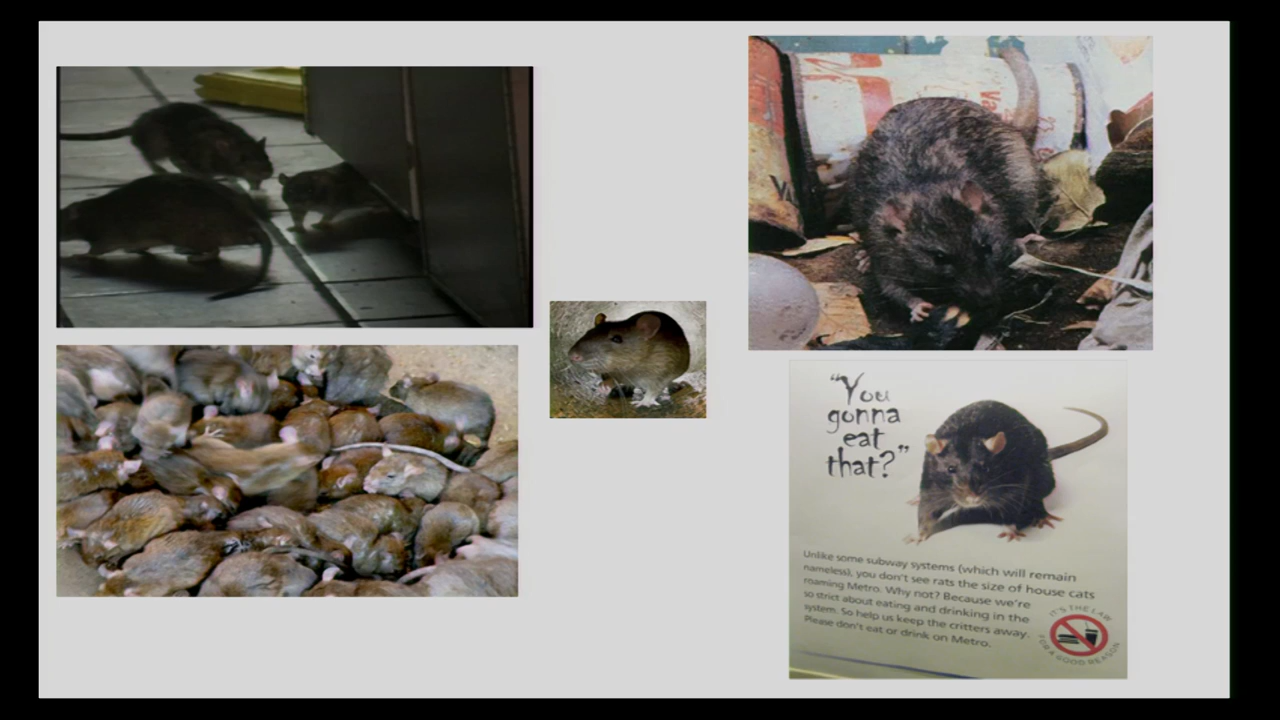 “You
gonna
eat
that?”
Unlike some subway systems (which will remain
nameless), you don't see rats the size of house cats
roaming Metro. Why not? Because we're
so strict about eating and drinking in the
system. So help us keep the critters away.
Please don't eat or drink on Metro.
IT'S THE LAW
FOR A GOOD REASON